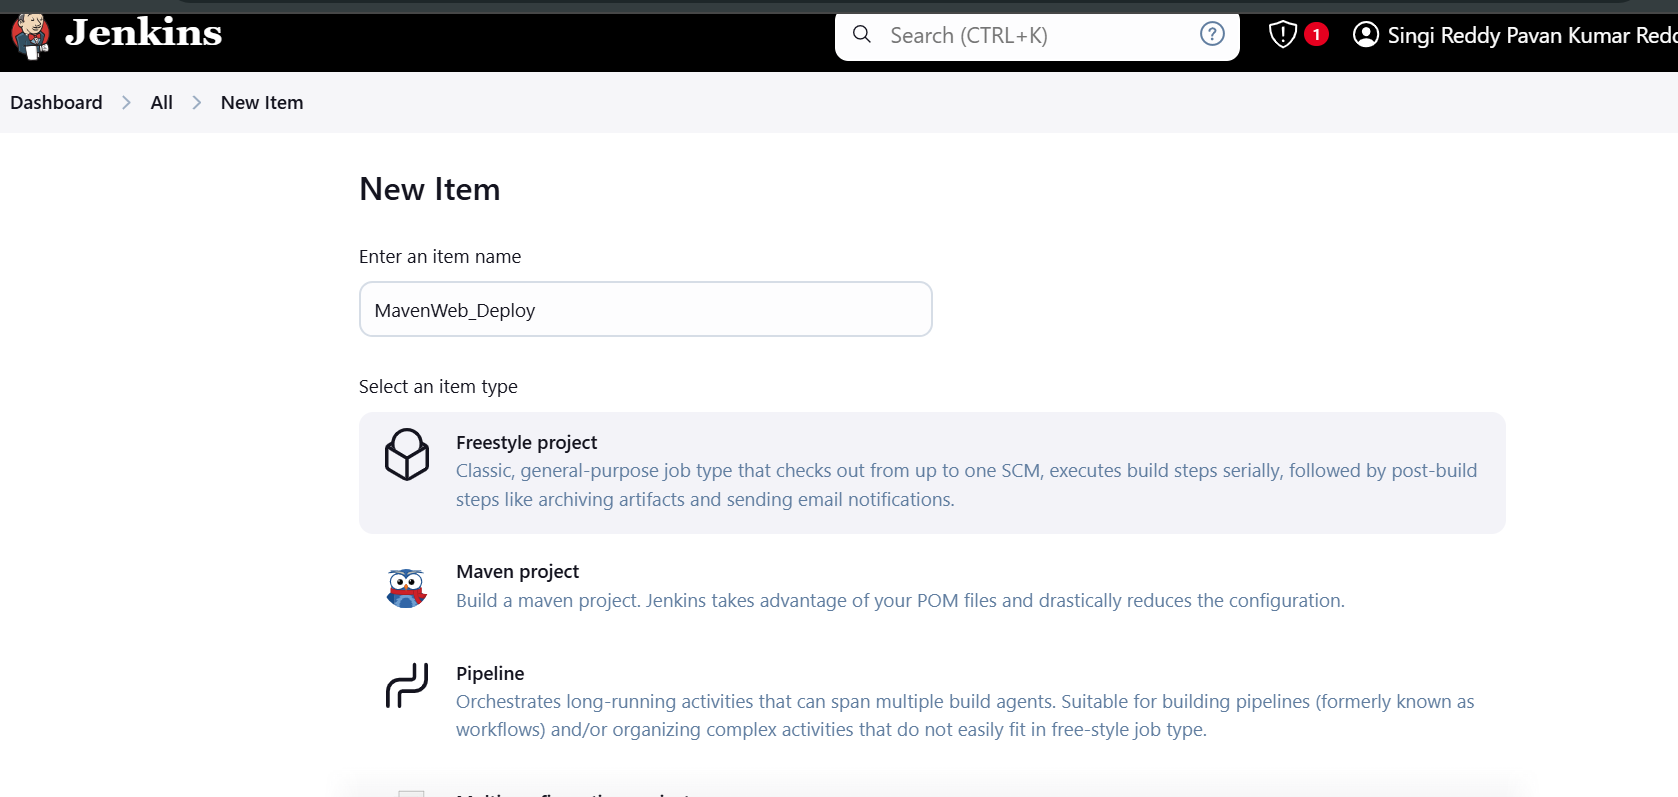 Jenkins
Search (CTRL+K)
?
1
Singi Reddy Pavan Kumar
Dashboard > All > New Item
New Item
Enter an item name
MavenWeb_Deploy
Select an item type
Freestyle project
Classic, general-purpose job type that checks out from up to one SCM, executes build steps serially, followed by post-build
steps like archiving artifacts and sending email notifications.
Maven project
Build a maven project. Jenkins takes advantage of your POM files and drastically reduces the configuration.
Pipeline
Orchestrates long-running activities that can span multiple build agents. Suitable for building pipelines (formerly known as
workflows) and/or organizing complex activities that do not easily fit in free-style job type.